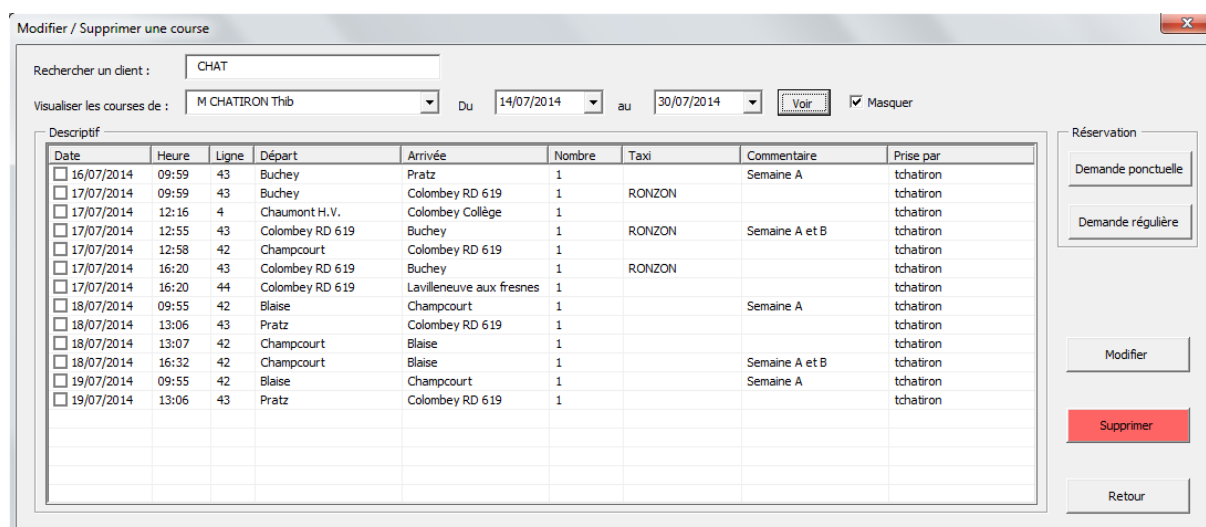 Modifier / Supprimer une course
Rechercher un client : CHAT
Visualiser les courses de : M CHATIRON Thib Du 14/07/2014 au 30/07/2014 Voir Masquer
Descriptif Réservation
Date Heure Ligne Départ Arrivée Nombre Taxi Commentaire Prise par
16/07/2014 09:59 43 Buchey Pratz 1 Semaine A tchatiron
Demande ponctuelle
17/07/2014 09:59 43 Buchey Colombey RD 619 1 RONZON tchatiron
17/07/2014 12:16 4 Chaumont H.V. Colombey Collège 1 tchatiron
Demande régulière
17/07/2014 12:55 43 Colombey RD 619 Buchey 1 RONZON Semaine A et B tchatiron
17/07/2014 12:58 42 Champcourt Colombey RD 619 1 tchatiron
17/07/2014 16:20 43 Colombey RD 619 Buchey 1 RONZON tchatiron
17/07/2014 16:20 44 Colombey RD 619 Lavilleneuve aux fresnes 1 tchatiron
18/07/2014 09:55 42 Blaise Champcourt 1 Semaine A tchatiron
18/07/2014 13:06 43 Pratz Colombey RD 619 1 tchatiron
18/07/2014 13:07 42 Champcourt Blaise 1 tchatiron
Modifier
18/07/2014 16:32 42 Champcourt Blaise 1 Semaine A et B tchatiron
19/07/2014 09:55 42 Blaise Champcourt 1 Semaine A tchatiron
19/07/2014 13:06 43 Pratz Colombey RD 619 1 tchatiron
Supprimer
Retour